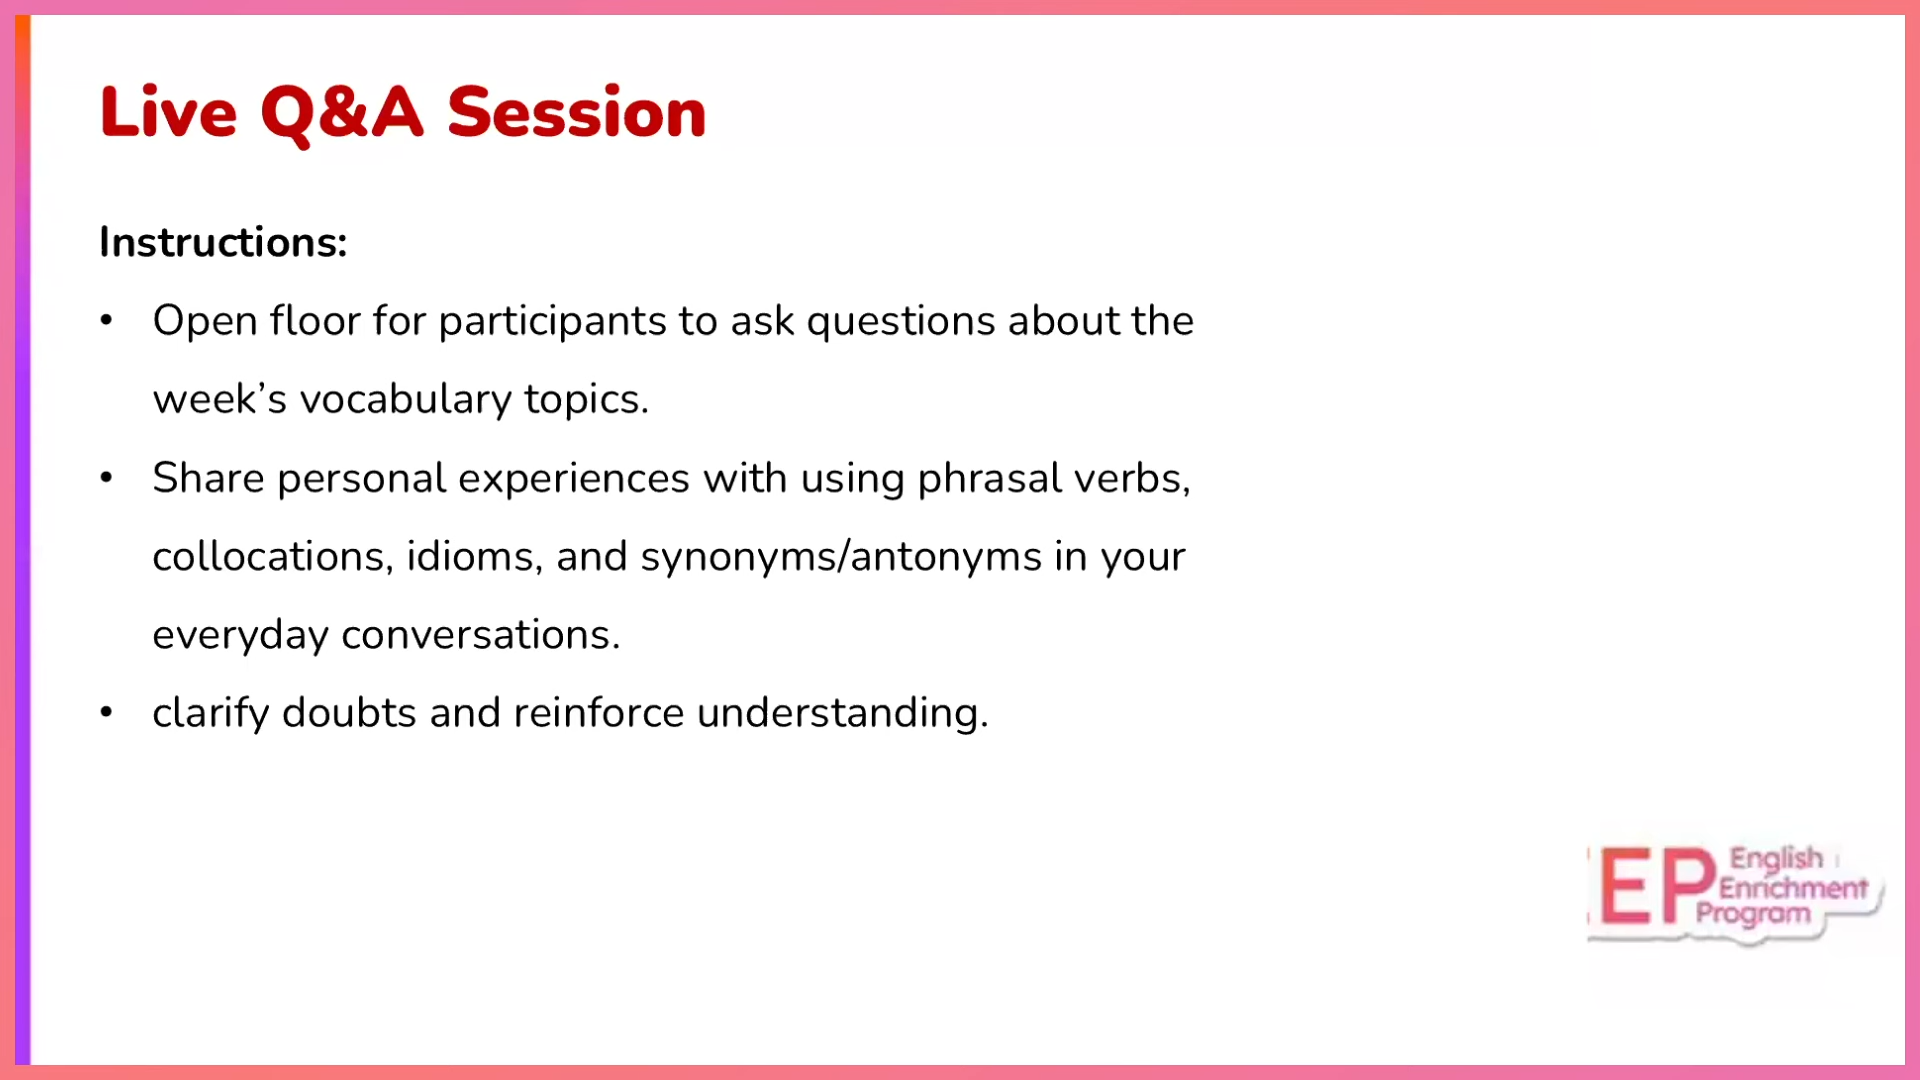 Live Q&A Session
Instructions:
• Open floor for participants to ask questions about the
week’s vocabulary topics.
• Share personal experiences with using phrasal verbs,
collocations, idioms, and synonyms/antonyms in your
everyday conversations.
• clarify doubts and reinforce understanding.
EP
English
Enrichment
Program